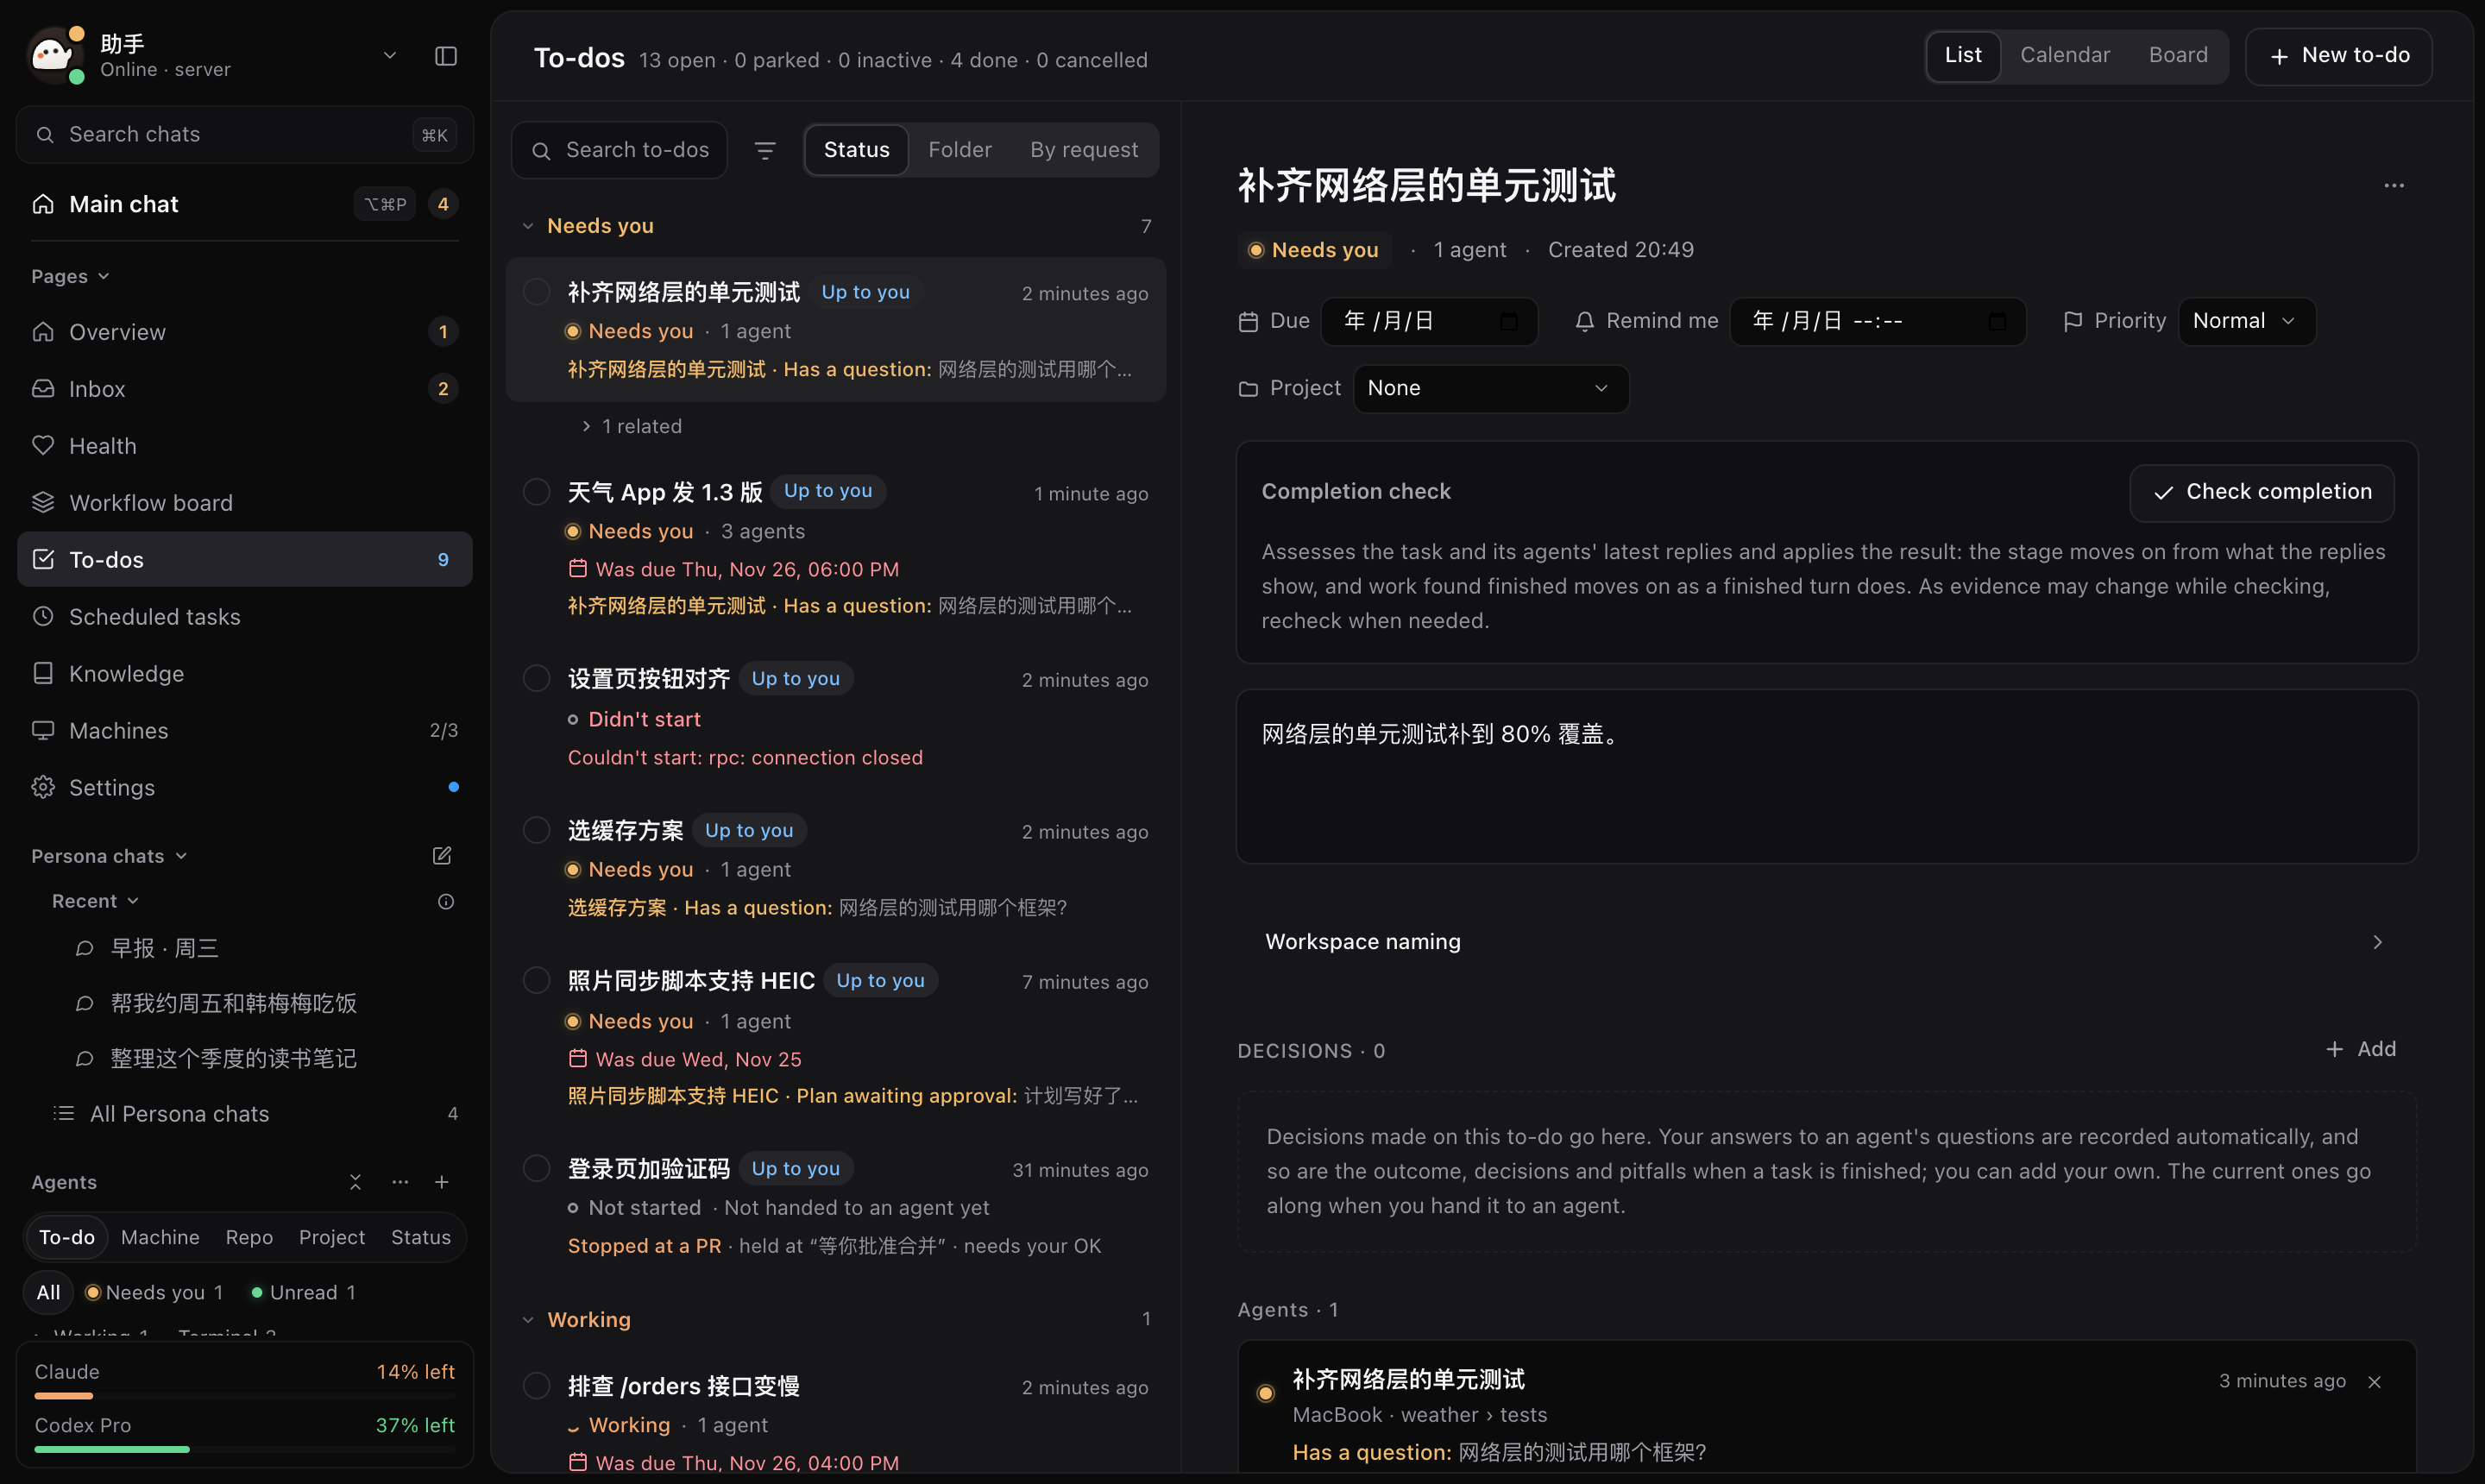 助手
Online · server
Search chats ⌘K
Main chat ⌥⌘P 4
Pages
Overview 1
Inbox 2
Health
Workflow board
To-dos 9
Scheduled tasks
Knowledge
Machines 2/3
Settings
Persona chats
Recent
早报 · 周三
帮我约周五和韩梅梅吃饭
整理这个季度的读书笔记
All Persona chats 4
Agents
To-do Machine Repo Project Status
All Needs you 1 Unread 1
Claude 14% left
Codex Pro 37% left
To-dos 13 open · 0 parked · 0 inactive · 4 done · 0 cancelled
List Calendar Board + New to-do
Search to-dos Status Folder By request
Needs you 7
补齐网络层的单元测试 Up to you 2 minutes ago
Needs you · 1 agent
补齐网络层的单元测试 · Has a question: 网络层的测试用哪个…
1 related
天气 App 发 1.3 版 Up to you 1 minute ago
Needs you · 3 agents
Was due Thu, Nov 26, 06:00 PM
补齐网络层的单元测试 · Has a question: 网络层的测试用哪个…
设置页按钮对齐 Up to you 2 minutes ago
Didn't start
Couldn't start: rpc: connection closed
选缓存方案 Up to you 2 minutes ago
Needs you · 1 agent
选缓存方案 · Has a question: 网络层的测试用哪个框架?
照片同步脚本支持 HEIC Up to you 7 minutes ago
Needs you · 1 agent
Was due Wed, Nov 25
照片同步脚本支持 HEIC · Plan awaiting approval: 计划写好了…
登录页加验证码 Up to you 31 minutes ago
Not started · Not handed to an agent yet
Stopped at a PR · held at “等你批准合并” · needs your OK
Working 1
排查 /orders 接口变慢 2 minutes ago
Working · 1 agent
Was due Thu, Nov 26, 04:00 PM
补齐网络层的单元测试
Needs you · 1 agent · Created 20:49
Due 年 /月/日 Remind me 年 /月/日 --:-- Priority Normal
Project None
Completion check Check completion
Assesses the task and its agents' latest replies and applies the result: the stage moves on from what the replies
show, and work found finished moves on as a finished turn does. As evidence may change while checking,
recheck when needed.
网络层的单元测试补到 80% 覆盖。
Workspace naming
DECISIONS · 0 + Add
Decisions made on this to-do go here. Your answers to an agent's questions are recorded automatically, and
so are the outcome, decisions and pitfalls when a task is finished; you can add your own. The current ones go
along when you hand it to an agent.
Agents · 1
补齐网络层的单元测试 3 minutes ago
MacBook · weather › tests
Has a question: 网络层的测试用哪个框架?